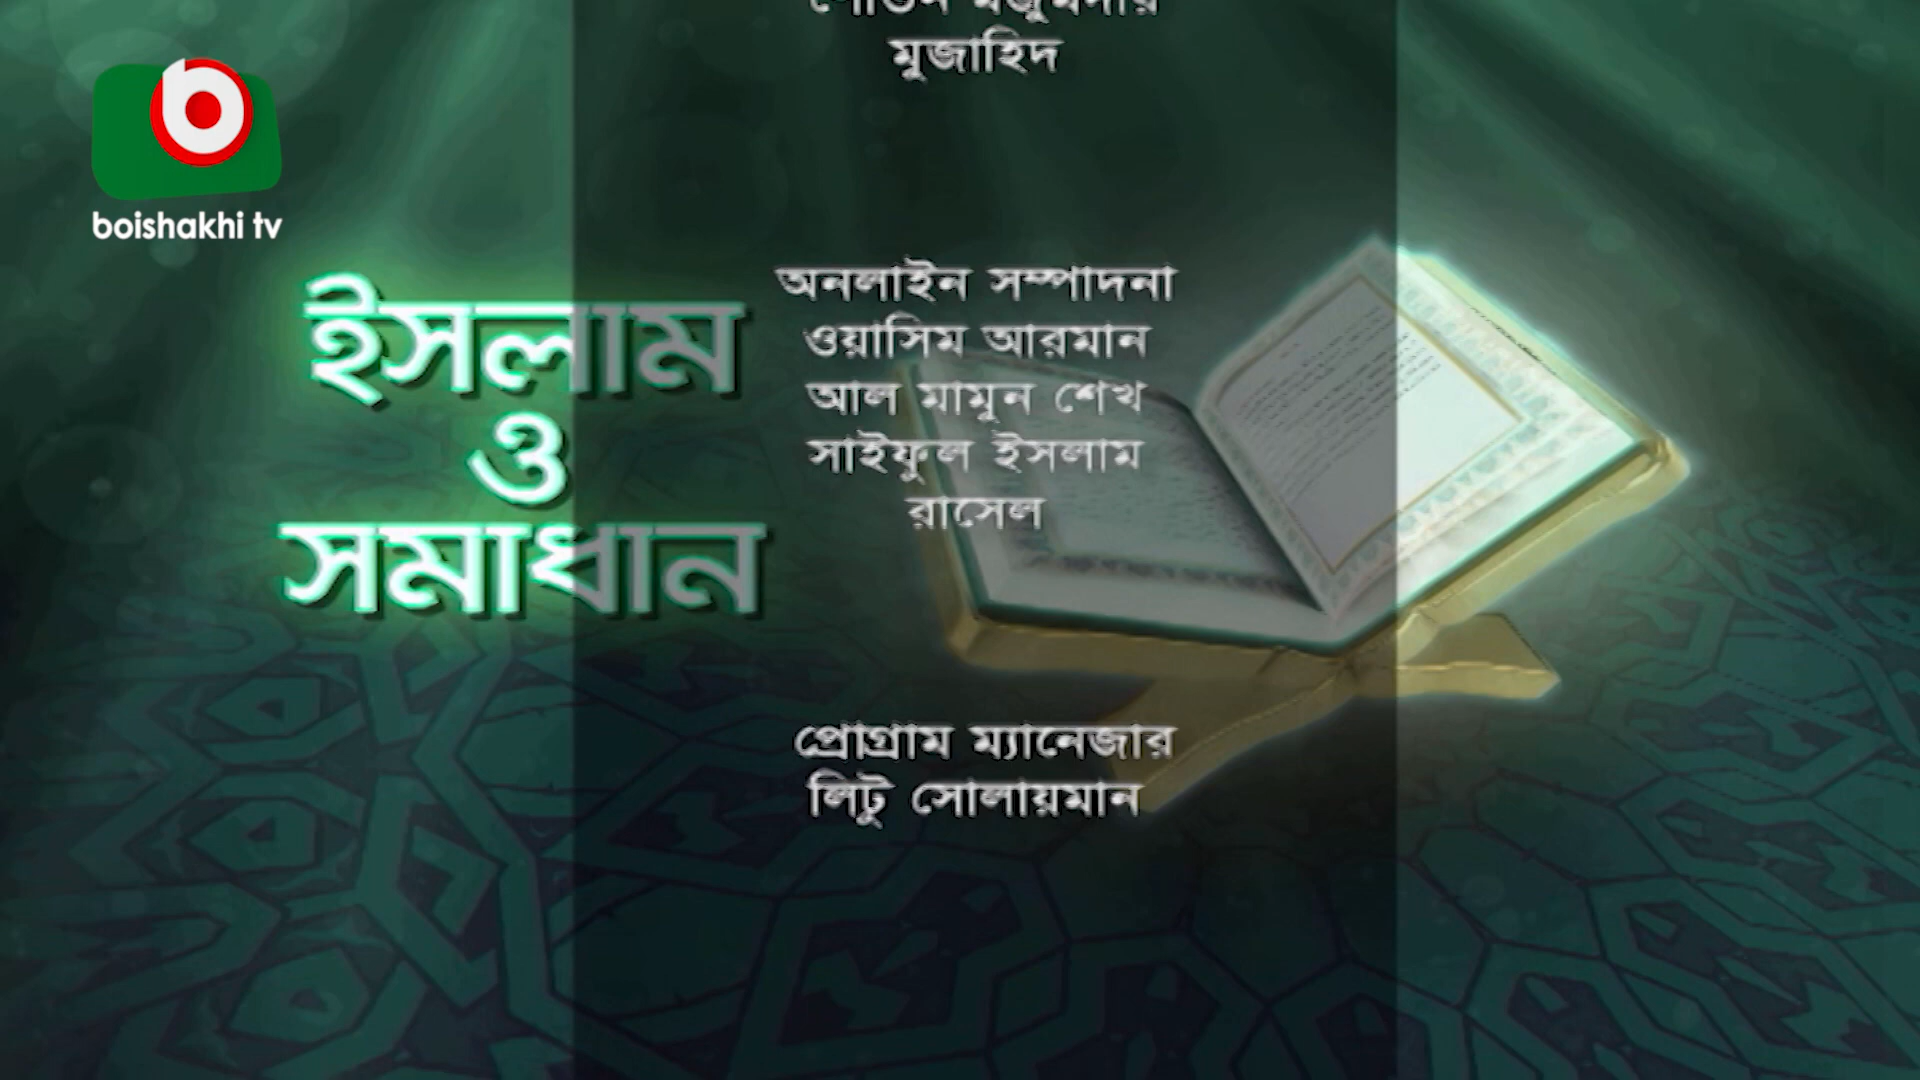 মুজাহিদ
boishakhi tv
ইসলাম
ও
সমাধান
অনলাইন সম্পাদনা
ওয়াসিম আরমান
আল মামুন শেখ
সাইফুল ইসলাম
রাসেল
প্রোগ্রাম ম্যানেজার
লিটু সোলায়মান